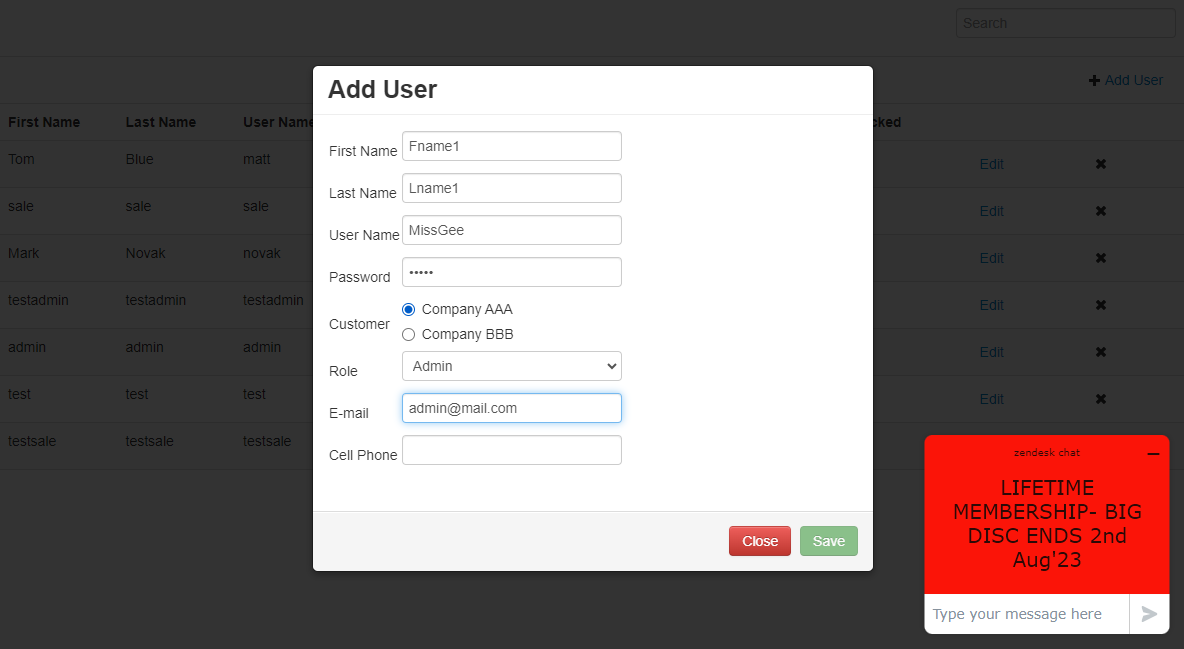 Search
Add User
First Name Last Name User Name cked
Tom Blue matt Edit
sale sale sale Edit
Mark Novak novak Edit
testadmin testadmin testadmin Edit
admin admin admin Edit
test test test Edit
testsale testsale testsale
Add User
First Name Fname1
Last Name Lname1
User Name MissGee
Password •••••
Customer
Company AAA
Company BBB
Role Admin
E-mail admin@mail.com
Cell Phone
Close Save
zendesk chat
LIFETIME
MEMBERSHIP- BIG
DISC ENDS 2nd
Aug'23
Type your message here